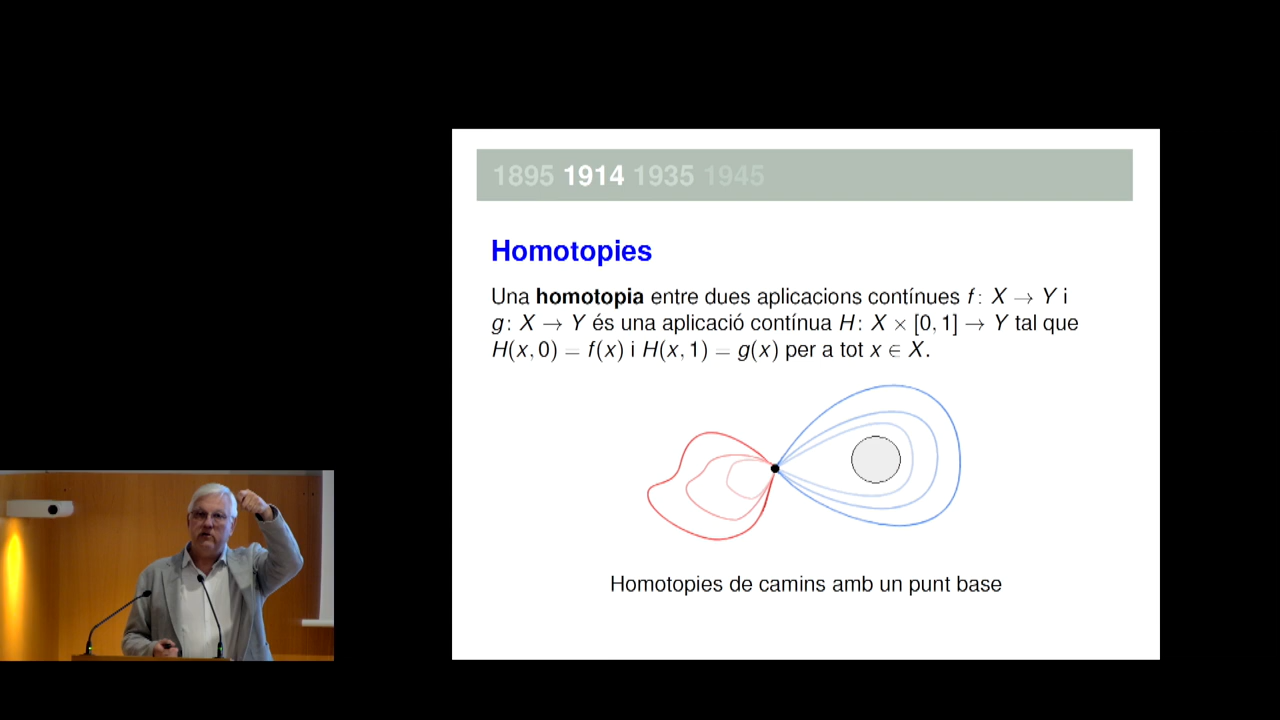 1895 1914 1935 1945
Homotopies
Una homotopia entre dues aplicacions contínues f: X → Y i
g: X → Y és una aplicació contínua H: X × [0, 1] → Y tal que
H(x, 0) = f(x) i H(x, 1) = g(x) per a tot x ∈ X.
Homotopies de camins amb un punt base